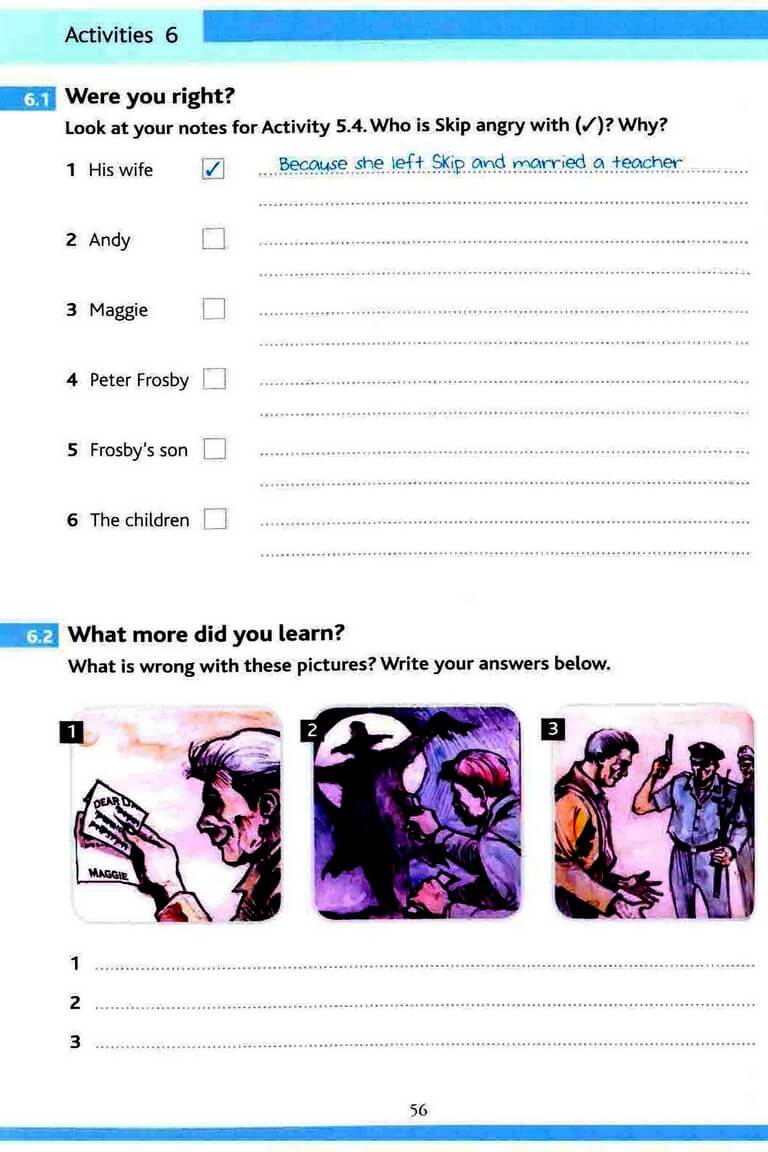 Activities 6
6.1 Were you right?
Look at your notes for Activity 5.4. Who is Skip angry with (✓)? Why?
1 His wife ✓ Because she left Skip and married a teacher
2 Andy
3 Maggie
4 Peter Frosby
5 Frosby's son
6 The children
6.2 What more did you learn?
What is wrong with these pictures? Write your answers below.
1 2 3
DEAR
MAGGIE
1
2
3
56